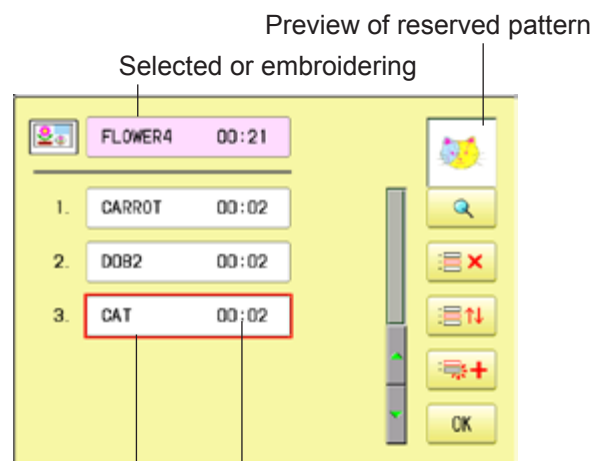 Preview of reserved pattern
Selected or embroidering
FLOWER4 00:21
1. CARROT 00:02
2. DOB2 00:02
3. CAT 00:02
OK